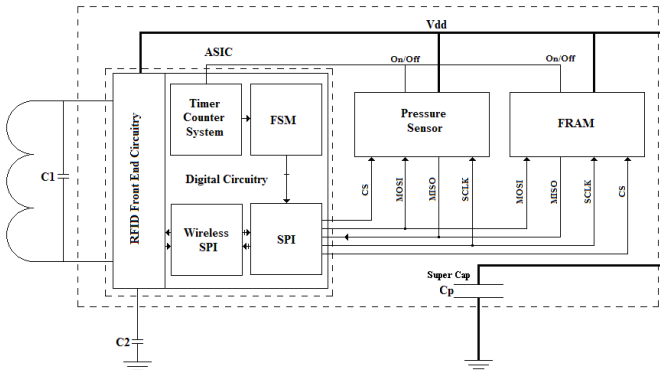 Vdd
ASIC
On/Off
On/Off
Timer
Counter
System
FSM
Pressure
Sensor
FRAM
RFID Front End Circuitry
C1
Digital Circuitry
CS
MOSI
MISO
SCLK
MOSI
MISO
SCLK
CS
Wireless
SPI
SPI
Super Cap
Cp
C2